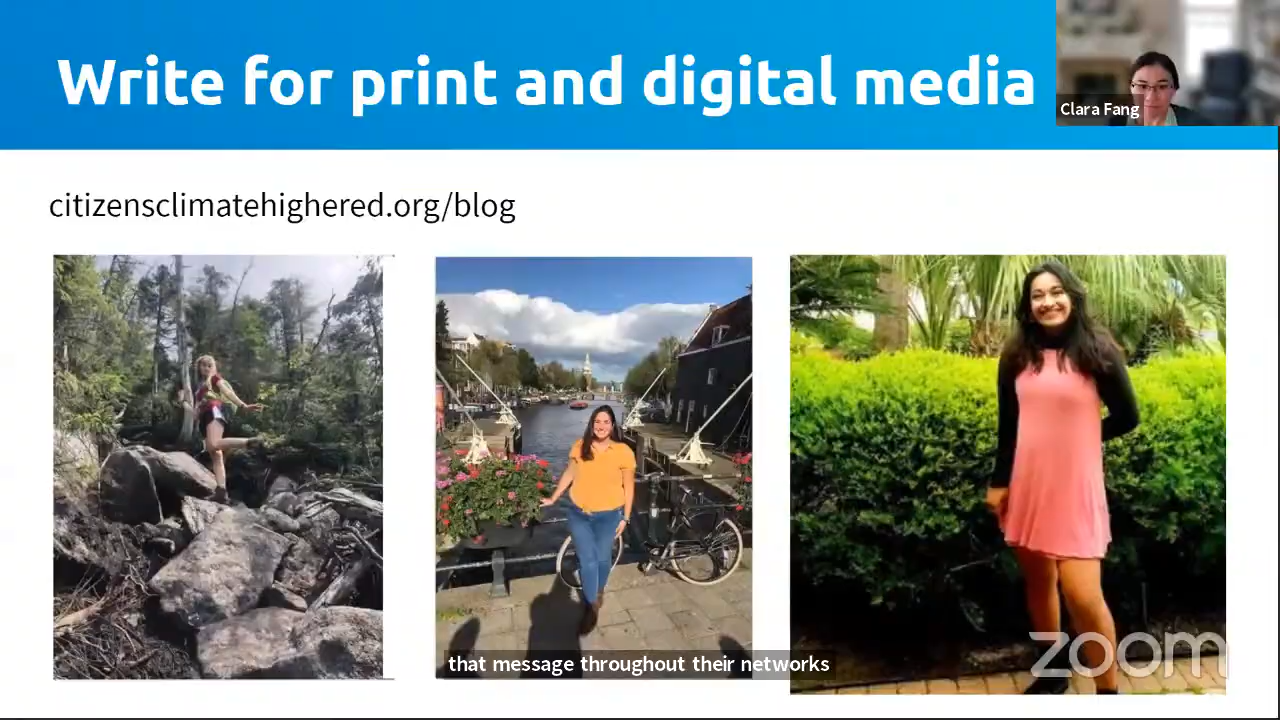 Write for print and digital media
Clara Fang
citizensclimatehighered.org/blog
that message throughout their networks
zoom